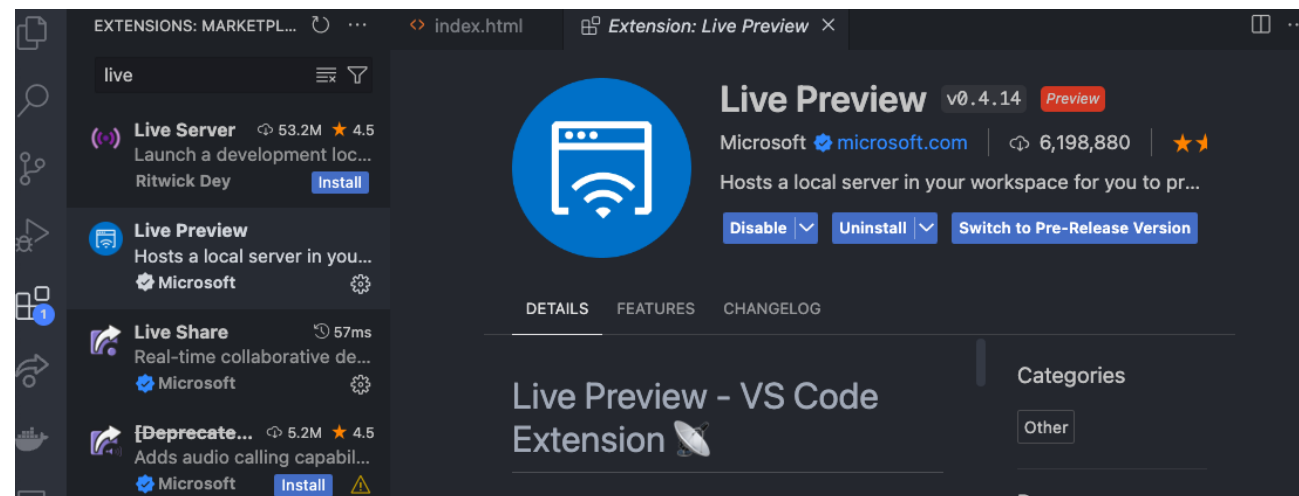 EXTENSIONS: MARKETPL...
live
Live Server 53.2M ★ 4.5
Launch a development loc...
Ritwick Dey Install
Live Preview
Hosts a local server in you...
Microsoft
Live Share 57ms
Real-time collaborative de...
Microsoft
[Deprecate... 5.2M ★ 4.5
Adds audio calling capabil...
Microsoft Install
1
index.html Extension: Live Preview
Live Preview v0.4.14 Preview
Microsoft microsoft.com 6,198,880
Hosts a local server in your workspace for you to pr...
Disable Uninstall Switch to Pre-Release Version
DETAILS FEATURES CHANGELOG
Live Preview - VS Code
Extension
Categories
Other